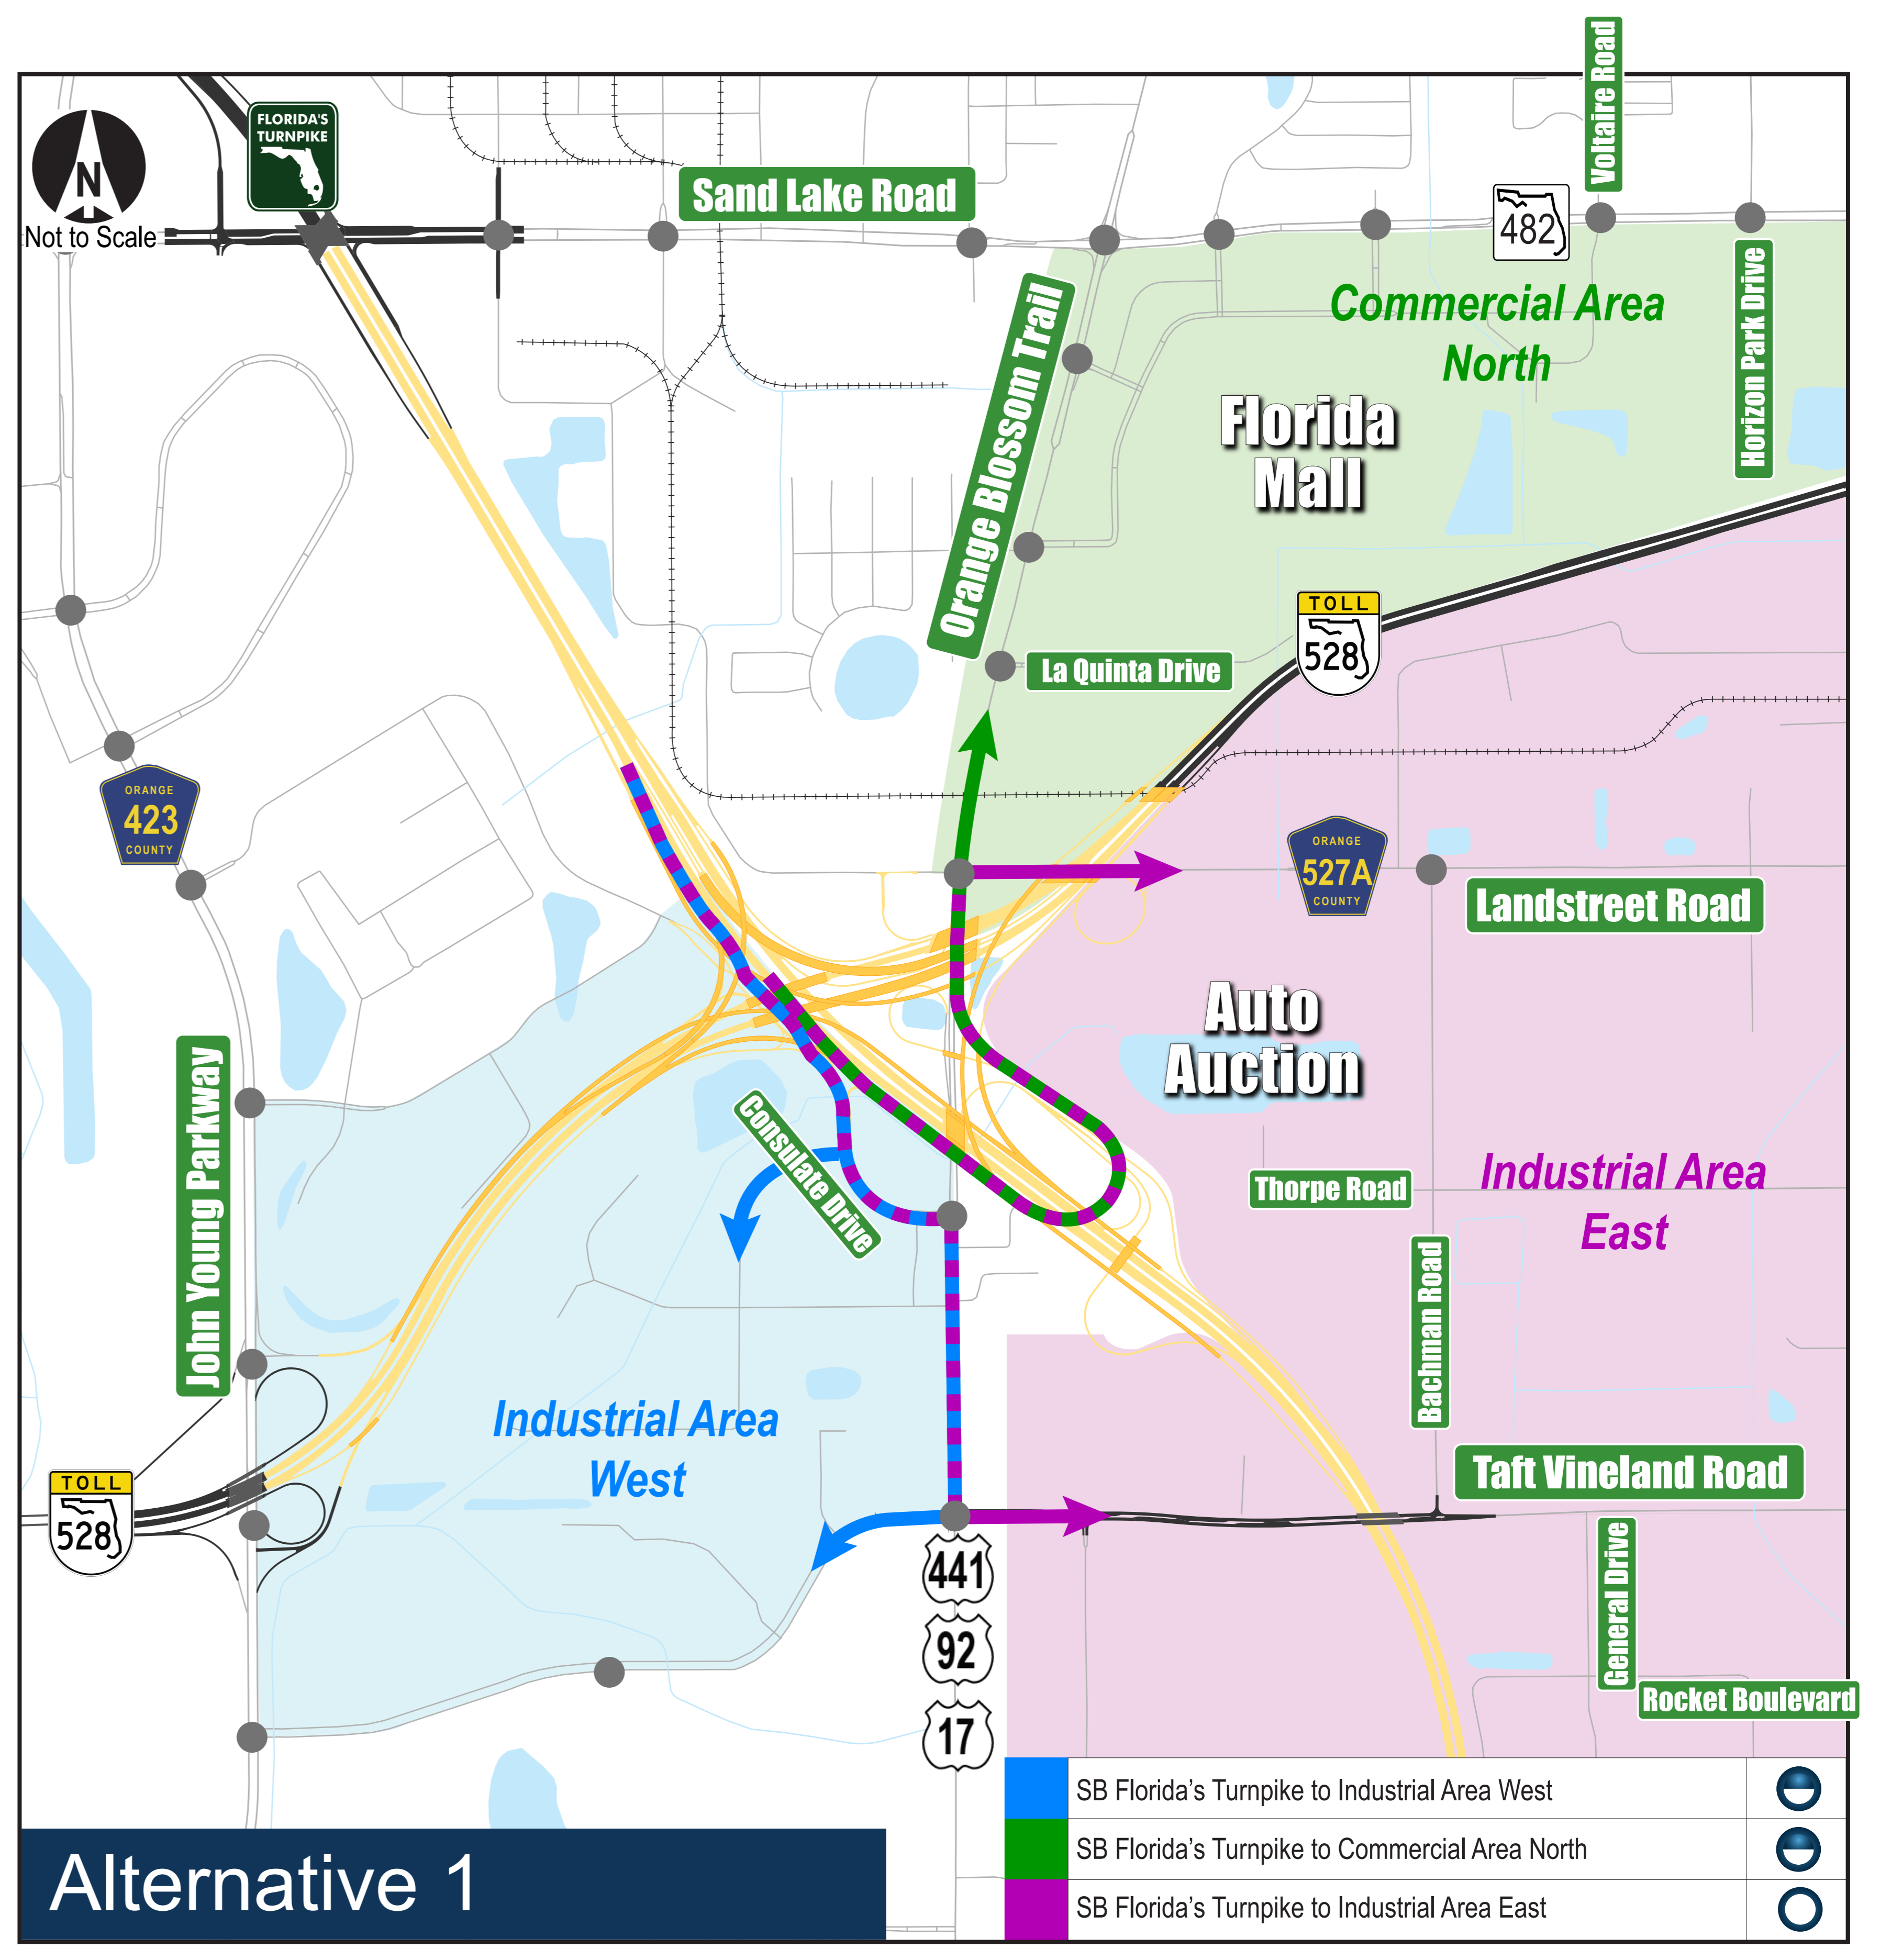 Voltaire Road
FLORIDA'S
TURNPIKE
N
Not to Scale
Sand Lake Road
482
Commercial Area
North
Horizon Park Drive
Orange Blossom Trail
Florida
Mall
TOLL
528
La Quinta Drive
ORANGE
423
COUNTY
ORANGE
527A
COUNTY
Landstreet Road
Auto
Auction
John Young Parkway
Consulate Drive
Thorpe Road
Industrial Area
East
Bachman Road
Industrial Area
West
TOLL
528
Taft Vineland Road
441
92
17
General Drive
Rocket Boulevard
SB Florida’s Turnpike to Industrial Area West
SB Florida’s Turnpike to Commercial Area North
SB Florida’s Turnpike to Industrial Area East
Alternative 1